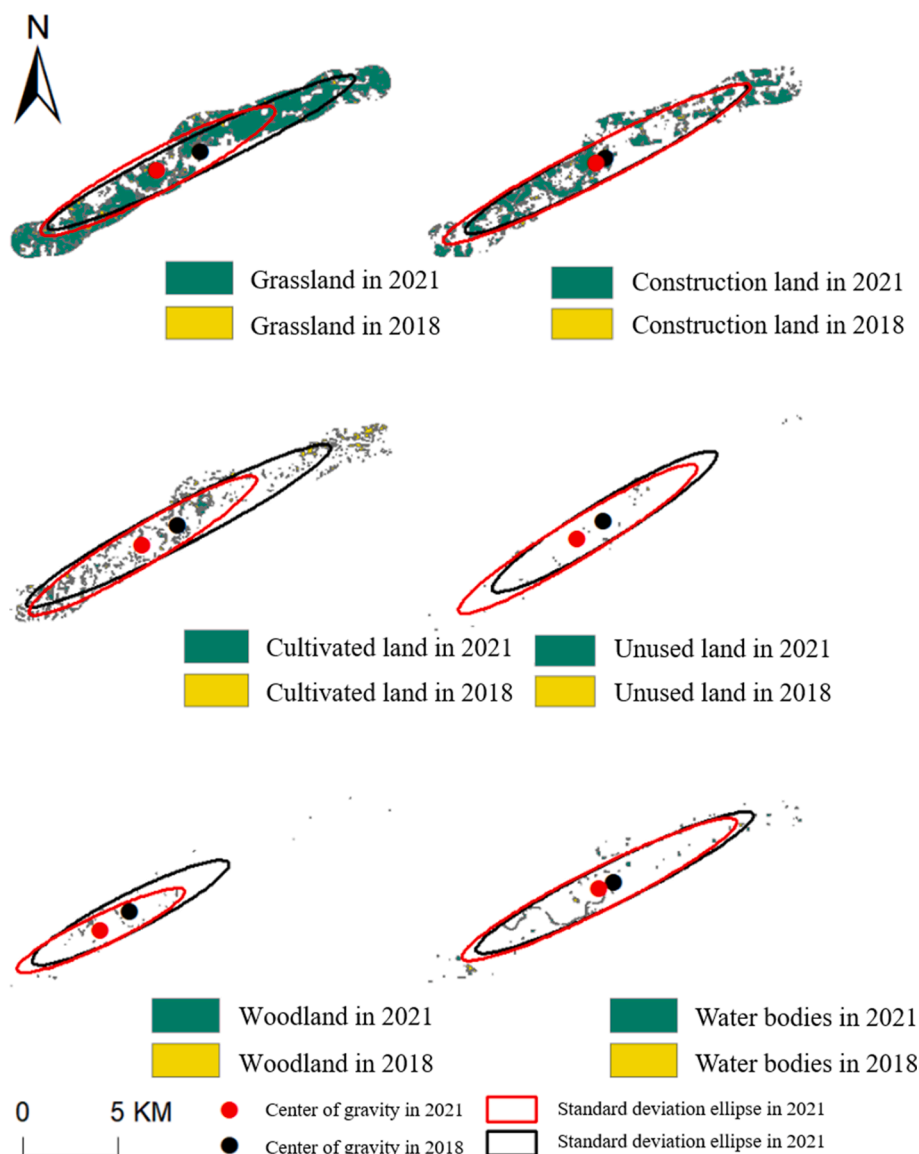 N
Grassland in 2021
Construction land in 2021
Grassland in 2018
Construction land in 2018
Cultivated land in 2021
Unused land in 2021
Cultivated land in 2018
Unused land in 2018
Woodland in 2021
Water bodies in 2021
Woodland in 2018
Water bodies in 2018
0 5 KM
Center of gravity in 2021
Standard deviation ellipse in 2021
Center of gravity in 2018
Standard deviation ellipse in 2021